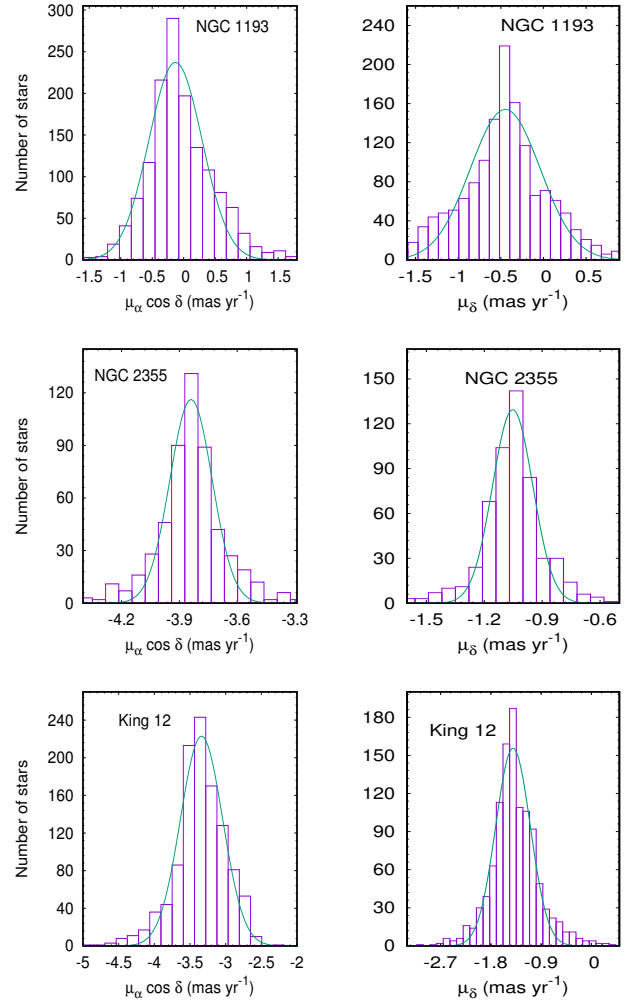 300
250
200
150
100
50
0
Number of stars
NGC 1193
-1.5 -1 -0.5 0 0.5 1 1.5
μα cos δ (mas yr⁻¹)
240
200
160
120
80
40
0
NGC 1193
-1.5 -1 -0.5 0 0.5
μδ (mas yr⁻¹)
120
90
60
30
0
Number of stars
NGC 2355
-4.2 -3.9 -3.6 -3.3
μα cos δ (mas yr⁻¹)
170
130
90
60
30
0
NGC 2355
-1.5 -1.2 -0.9 -0.6
μδ (mas yr⁻¹)
240
200
160
120
80
40
0
Number of stars
King 12
-5 -4.5 -4 -3.5 -3 -2.5 -2
μα cos δ (mas yr⁻¹)
180
150
120
90
60
30
0
King 12
-2.7 -1.8 -0.9 0
μδ (mas yr⁻¹)